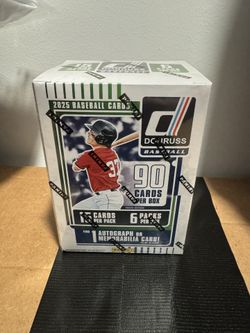 2025 BASEBALL CARDS
DONRUSS
BASEBALL
90
CARDS
PER BOX
15 CARDS
PER PACK
6 PACKS
PER BOX
FIND 1 AUTOGRAPH OR
MEMORABILIA CARD!